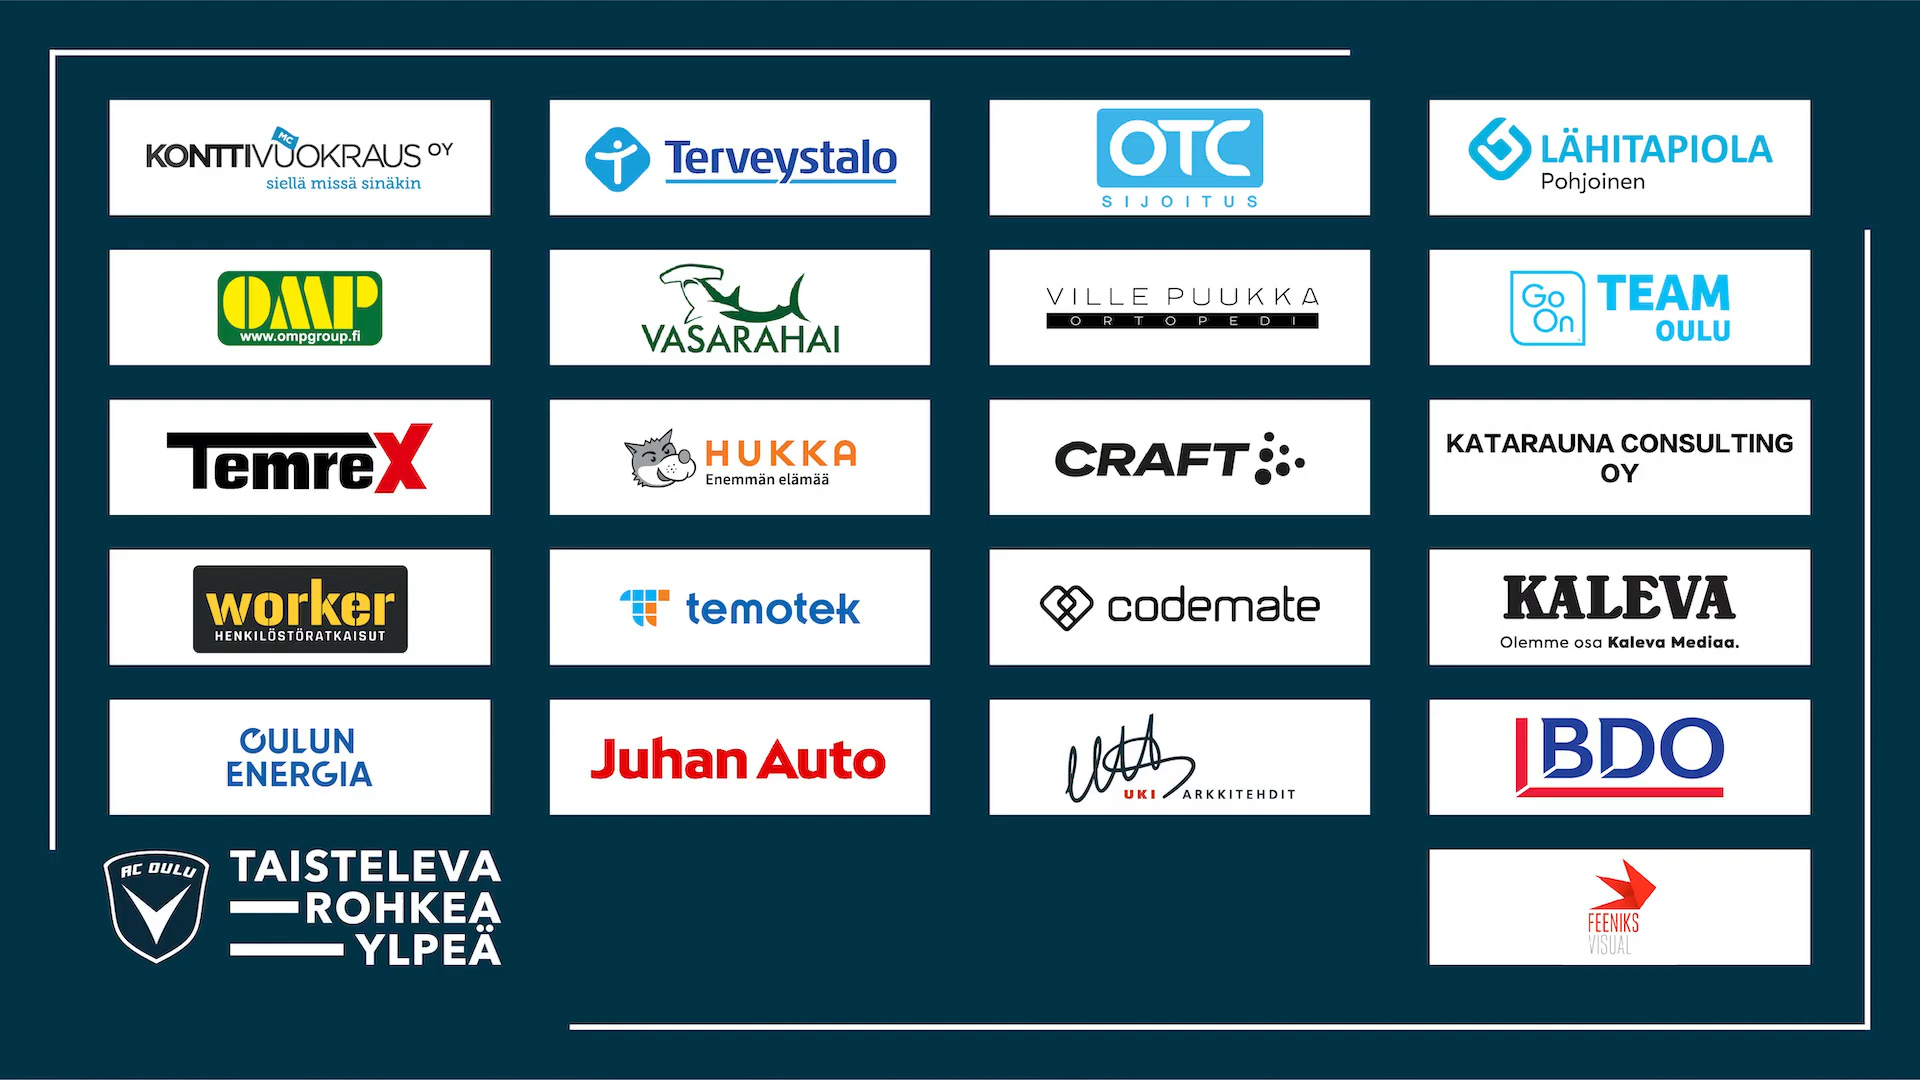 MC
KONTTIVUOKRAUS OY
siellä missä sinäkin
Terveystalo
OTC
SIJOITUS
LÄHITAPIOLA
Pohjoinen
OMP
www.ompgroup.fi
VASARAHAI
VILLE PUUKKA
ORTOPEDI
Go
On
TEAM
OULU
TemreX
HUKKA
Enemmän elämää
CRAFT
KATARAUNA CONSULTING
OY
worker
HENKILÖSTÖRATKAISUT
temotek
codemate
KALEVA
Olemme osa Kaleva Mediaa.
OULUN
ENERGIA
Juhan Auto
UKI ARKKITEHDIT
BDO
AC OULU
TAISTELEVA
ROHKEA
YLPEÄ
FEENIKS
VISUAL